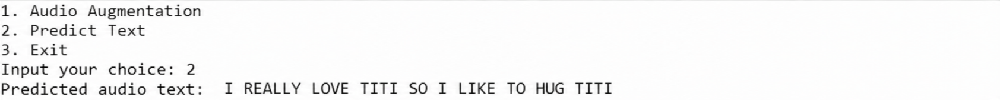 1. Audio Augmentation
2. Predict Text
3. Exit
Input your choice: 2
Predicted audio text:  I REALLY LOVE TITI SO I LIKE TO HUG TITI